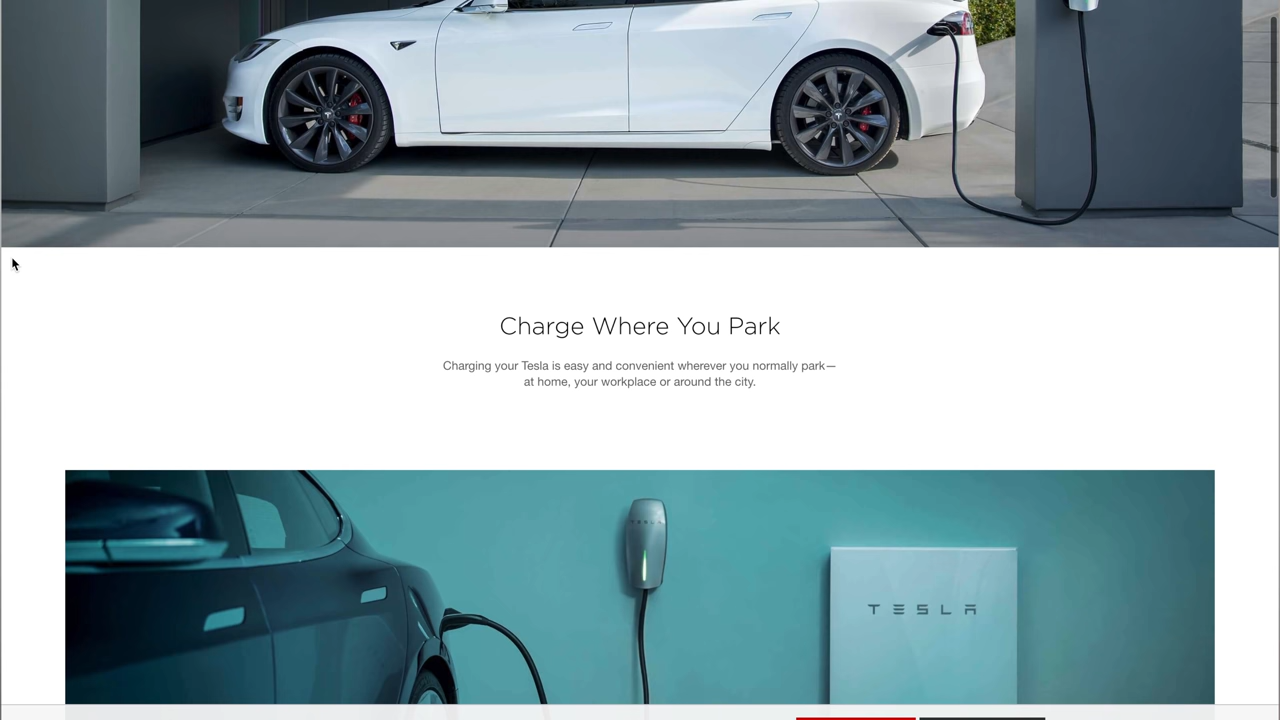 Charge Where You Park
Charging your Tesla is easy and convenient wherever you normally park—
at home, your workplace or around the city.
TESLA
TESLA